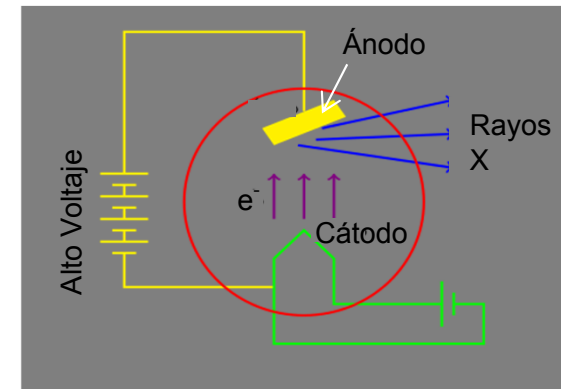 Ánodo
Rayos
X
Alto Voltaje
e-
Cátodo